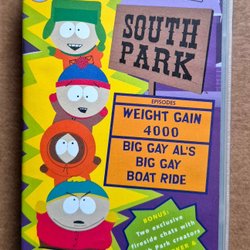 SOUTH
PARK
EPISODES
WEIGHT GAIN
4000
BIG GAY AL'S
BIG GAY
BOAT RIDE
BONUS:
Two exclusive
fireside chats with
Park creators